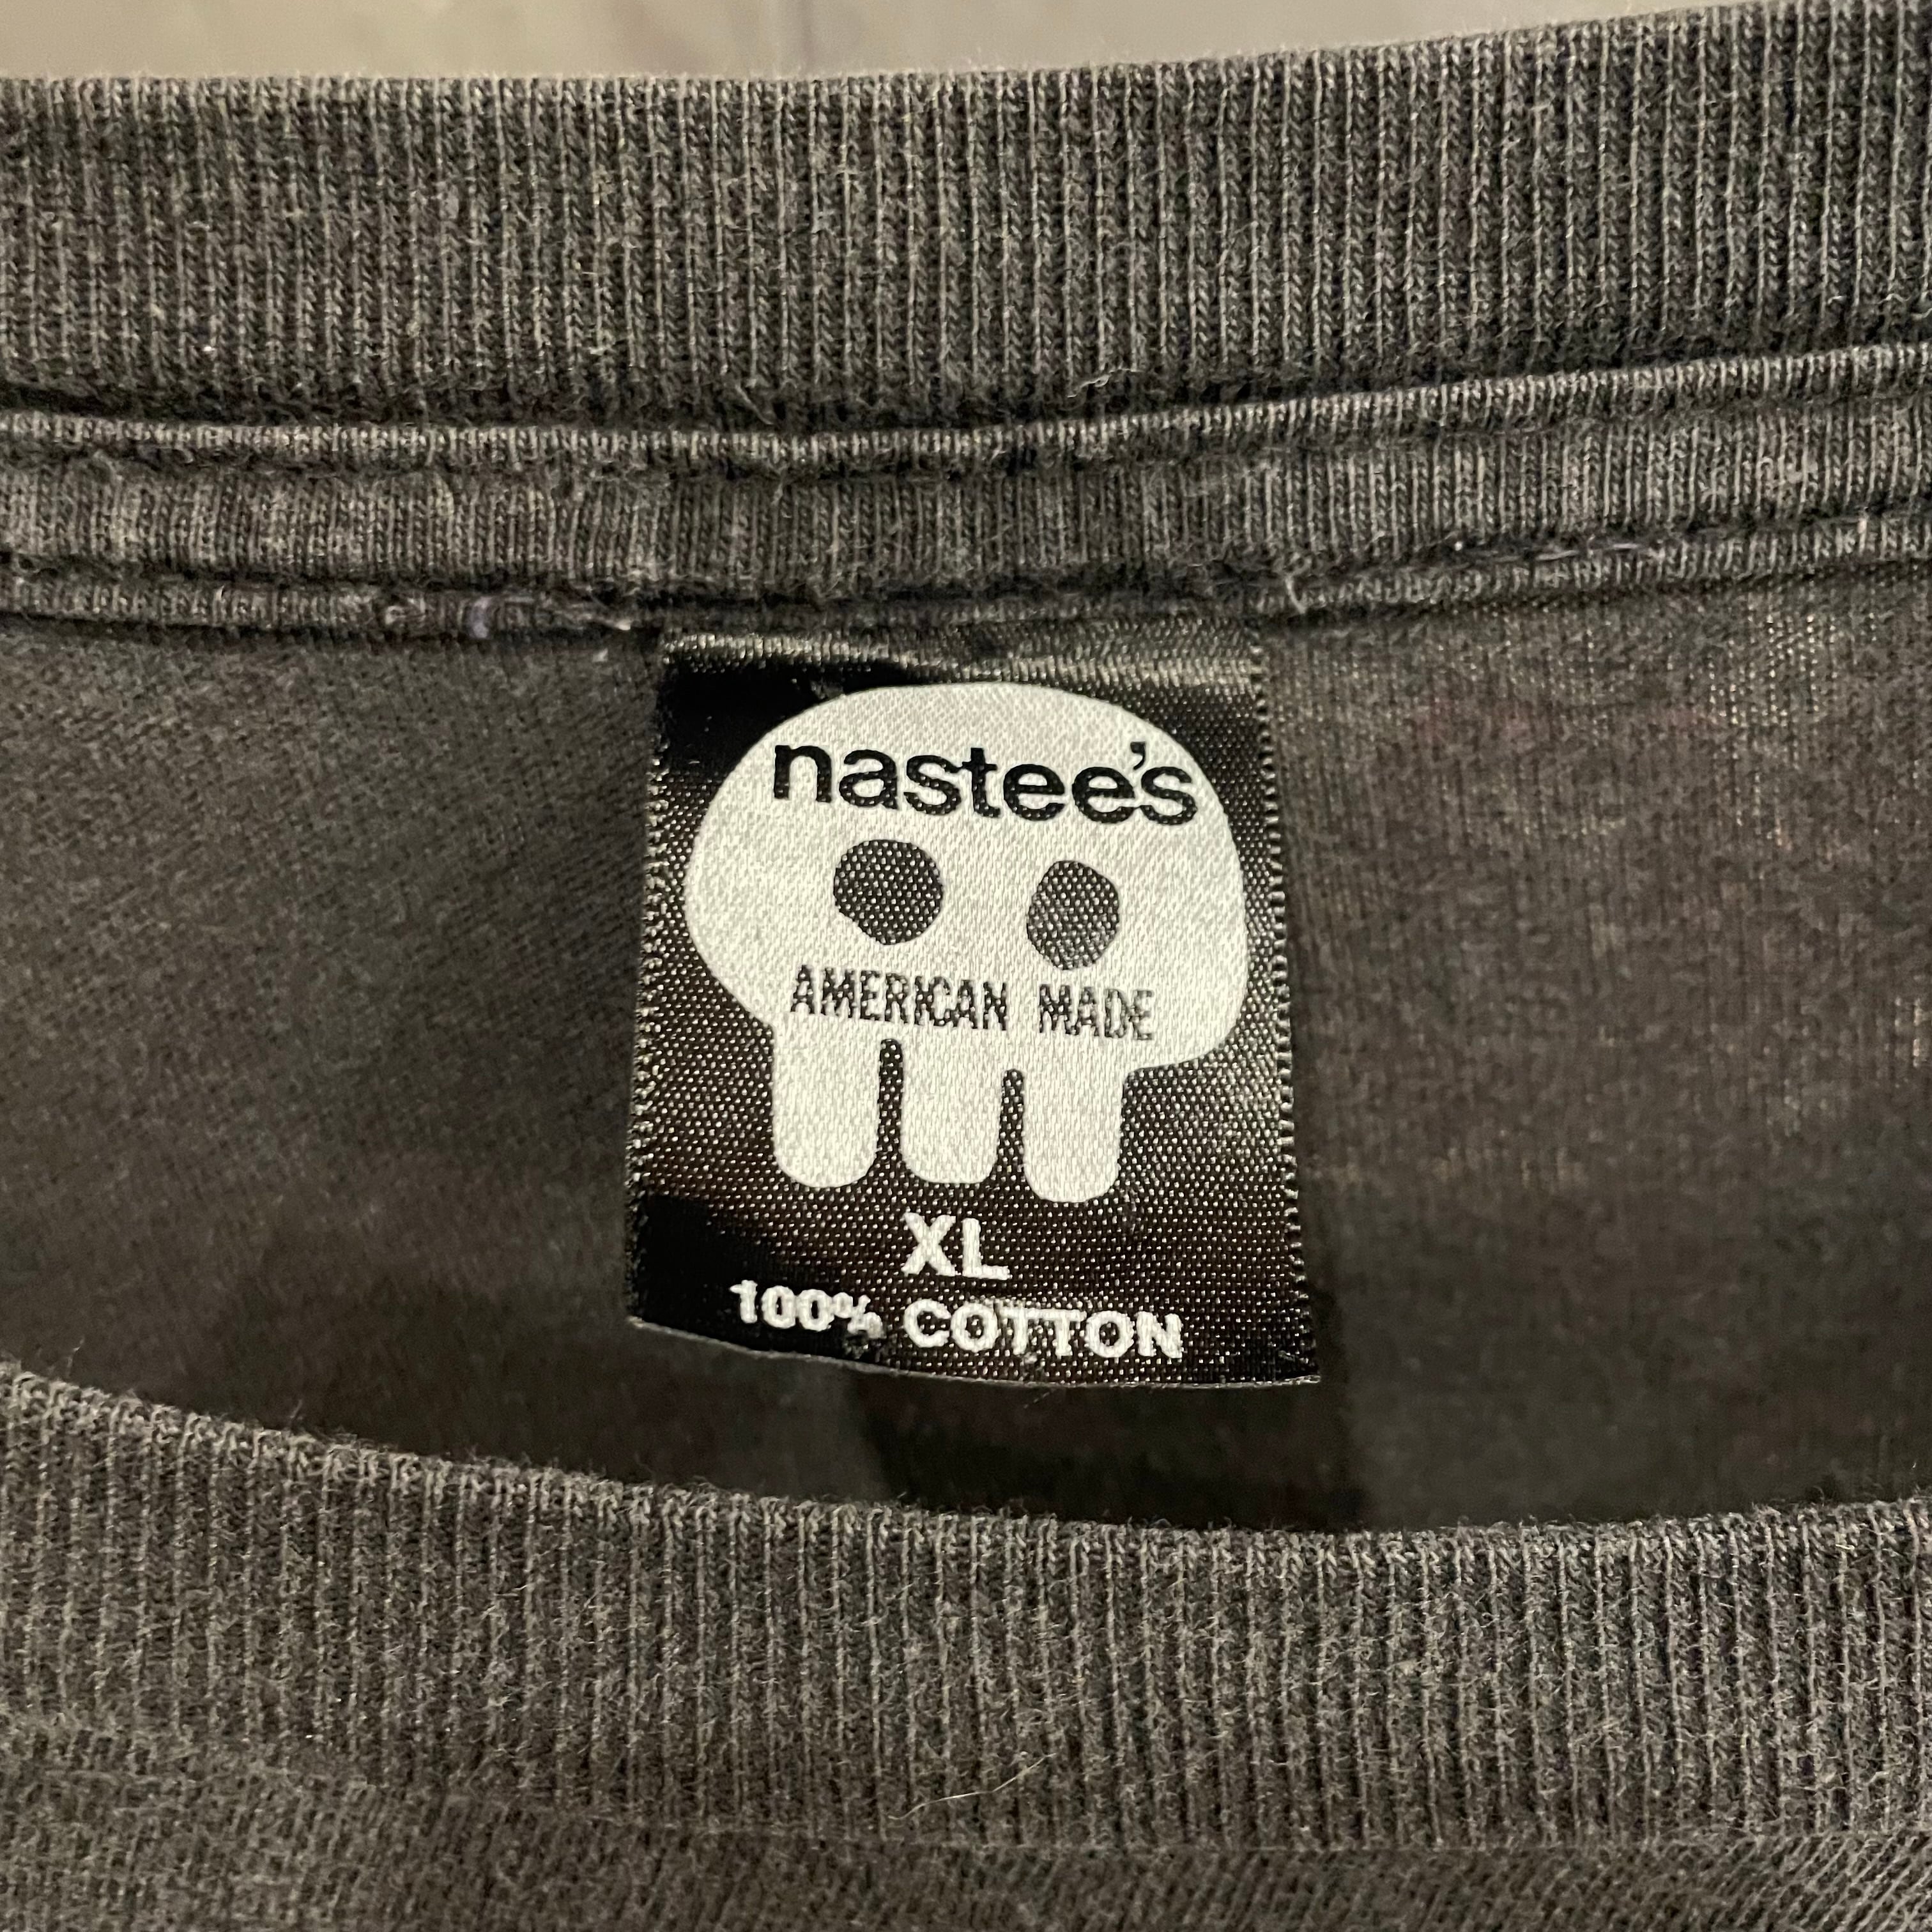 nastee's
AMERICAN MADE
XL
100% COTTON